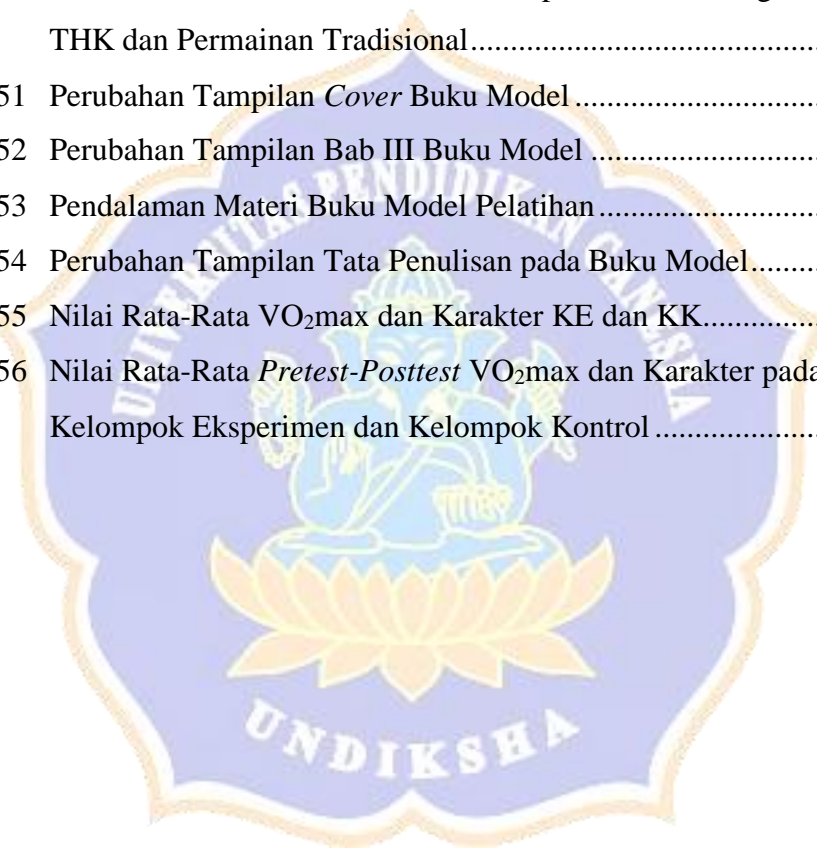 THK dan Permainan Tradisional........................................
51 Perubahan Tampilan Cover Buku Model........................................
52 Perubahan Tampilan Bab III Buku Model ........................................
53 Pendalaman Materi Buku Model Pelatihan........................................
54 Perubahan Tampilan Tata Penulisan pada Buku Model..........
55 Nilai Rata-Rata VO₂max dan Karakter KE dan KK...............
56 Nilai Rata-Rata Pretest-Posttest VO₂max dan Karakter pada
Kelompok Eksperimen dan Kelompok Kontrol ....................
UNIVERSITAS PENDIDIKAN GANESHA
UNDIKSHA